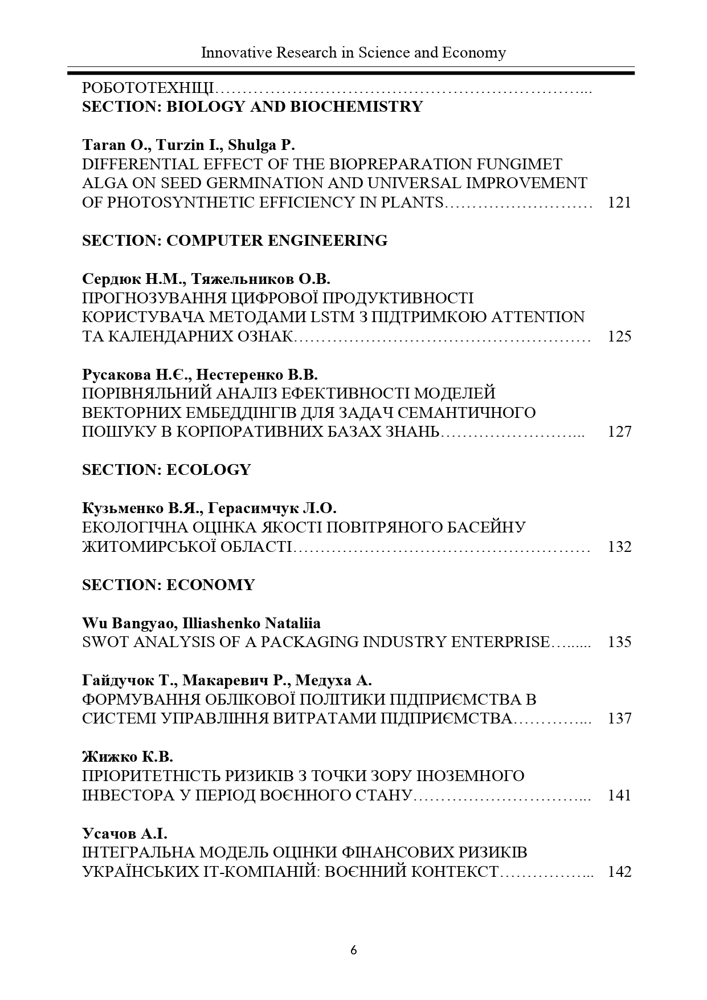 Innovative Research in Science and Economy
РОБОТОТЕХНІЦІ…………………………………………………………...
SECTION: BIOLOGY AND BIOCHEMISTRY
Taran O., Turzin I., Shulga P.
DIFFERENTIAL EFFECT OF THE BIOPREPARATION FUNGIMET
ALGA ON SEED GERMINATION AND UNIVERSAL IMPROVEMENT
OF PHOTOSYNTHETIC EFFICIENCY IN PLANTS……………………… 121
SECTION: COMPUTER ENGINEERING
Сердюк Н.М., Тяжельников О.В.
ПРОГНОЗУВАННЯ ЦИФРОВОЇ ПРОДУКТИВНОСТІ
КОРИСТУВАЧА МЕТОДАМИ LSTM З ПІДТРИМКОЮ ATTENTION
ТА КАЛЕНДАРНИХ ОЗНАК……………………………………………… 125
Русакова Н.Є., Нестеренко В.В.
ПОРІВНЯЛЬНИЙ АНАЛІЗ ЕФЕКТИВНОСТІ МОДЕЛЕЙ
ВЕКТОРНИХ ЕМБЕДДІНГІВ ДЛЯ ЗАДАЧ СЕМАНТИЧНОГО
ПОШУКУ В КОРПОРАТИВНИХ БАЗАХ ЗНАНЬ……………………... 127
SECTION: ECOLOGY
Кузьменко В.Я., Герасимчук Л.О.
ЕКОЛОГІЧНА ОЦІНКА ЯКОСТІ ПОВІТРЯНОГО БАСЕЙНУ
ЖИТОМИРСЬКОЇ ОБЛАСТІ……………………………………………… 132
SECTION: ECONOMY
Wu Bangyao, Illiashenko Nataliia
SWOT ANALYSIS OF A PACKAGING INDUSTRY ENTERPRISE…...... 135
Гайдучок Т., Макаревич Р., Медуха А.
ФОРМУВАННЯ ОБЛІКОВОЇ ПОЛІТИКИ ПІДПРИЄМСТВА В
СИСТЕМІ УПРАВЛІННЯ ВИТРАТАМИ ПІДПРИЄМСТВА…………... 137
Жижко К.В.
ПРІОРИТЕТНІСТЬ РИЗИКІВ З ТОЧКИ ЗОРУ ІНОЗЕМНОГО
ІНВЕСТОРА У ПЕРІОД ВОЄННОГО СТАНУ…………………………... 141
Усачов А.І.
ІНТЕГРАЛЬНА МОДЕЛЬ ОЦІНКИ ФІНАНСОВИХ РИЗИКІВ
УКРАЇНСЬКИХ ІТ-КОМПАНІЙ: ВОЄННИЙ КОНТЕКСТ…………….. 142
6